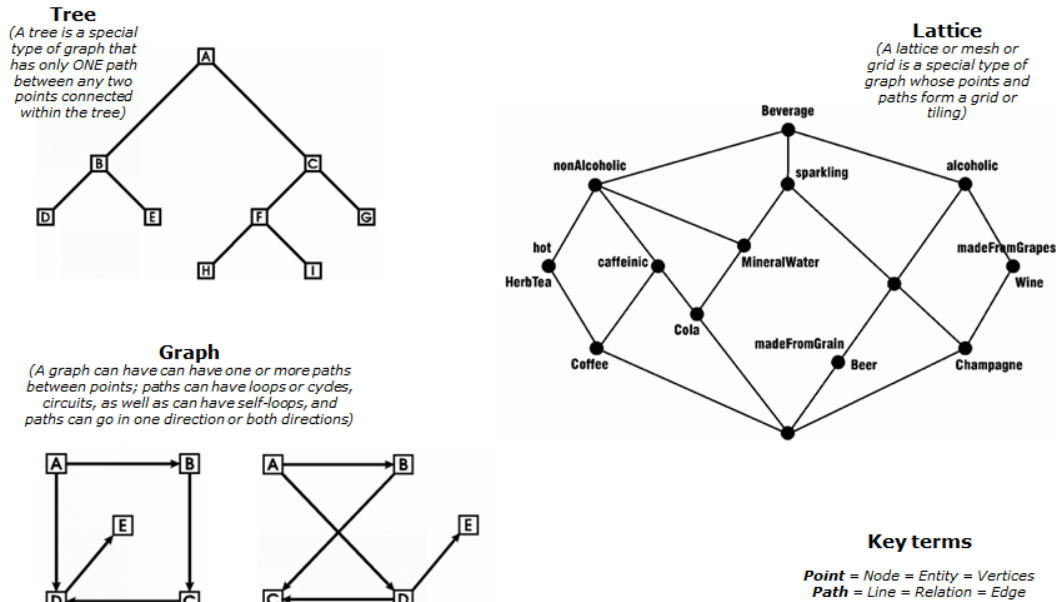 Tree
(A tree is a special
type of graph that
has only ONE path
between any two
points connected
within the tree)
A
B
C
D
E
F
G
H
I
Lattice
(A lattice or mesh or
grid is a special type of
graph whose points and
paths form a grid or
tiling)
Beverage
nonAlcoholic
sparkling
alcoholic
hot
caffeinic
MineralWater
madeFromGrapes
HerbTea
Wine
Cola
madeFromGrain
Coffee
Beer
Champagne
Graph
(A graph can have can have one or more paths
between points; paths can have loops or cycles,
circuits, as well as can have self-loops, and
paths can go in one direction or both directions)
A
B
E
D
C
A
B
E
C
D
Key terms
Point = Node = Entity = Vertices
Path = Line = Relation = Edge